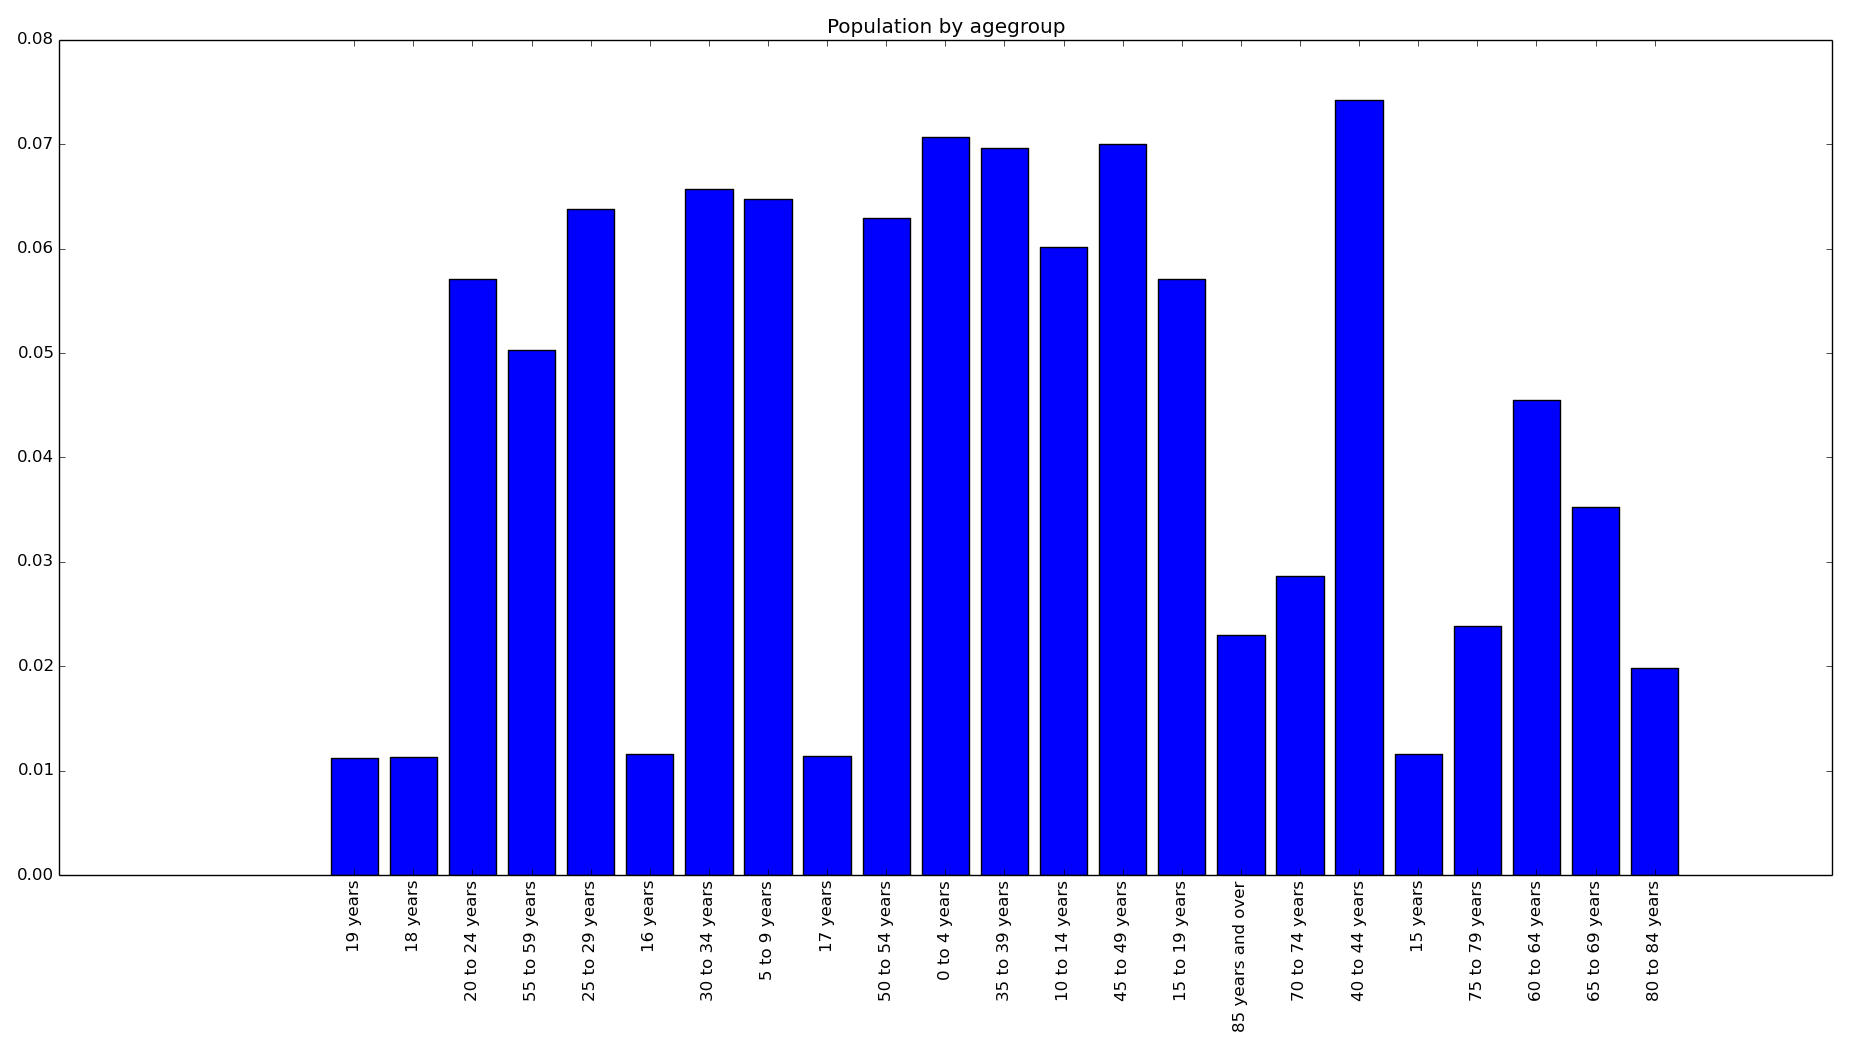 Population by agegroup
0.08
0.07
0.06
0.05
0.04
0.03
0.02
0.01
0.00
19 years
18 years
20 to 24 years
55 to 59 years
25 to 29 years
16 years
30 to 34 years
5 to 9 years
17 years
50 to 54 years
0 to 4 years
35 to 39 years
10 to 14 years
45 to 49 years
15 to 19 years
85 years and over
70 to 74 years
40 to 44 years
15 years
75 to 79 years
60 to 64 years
65 to 69 years
80 to 84 years